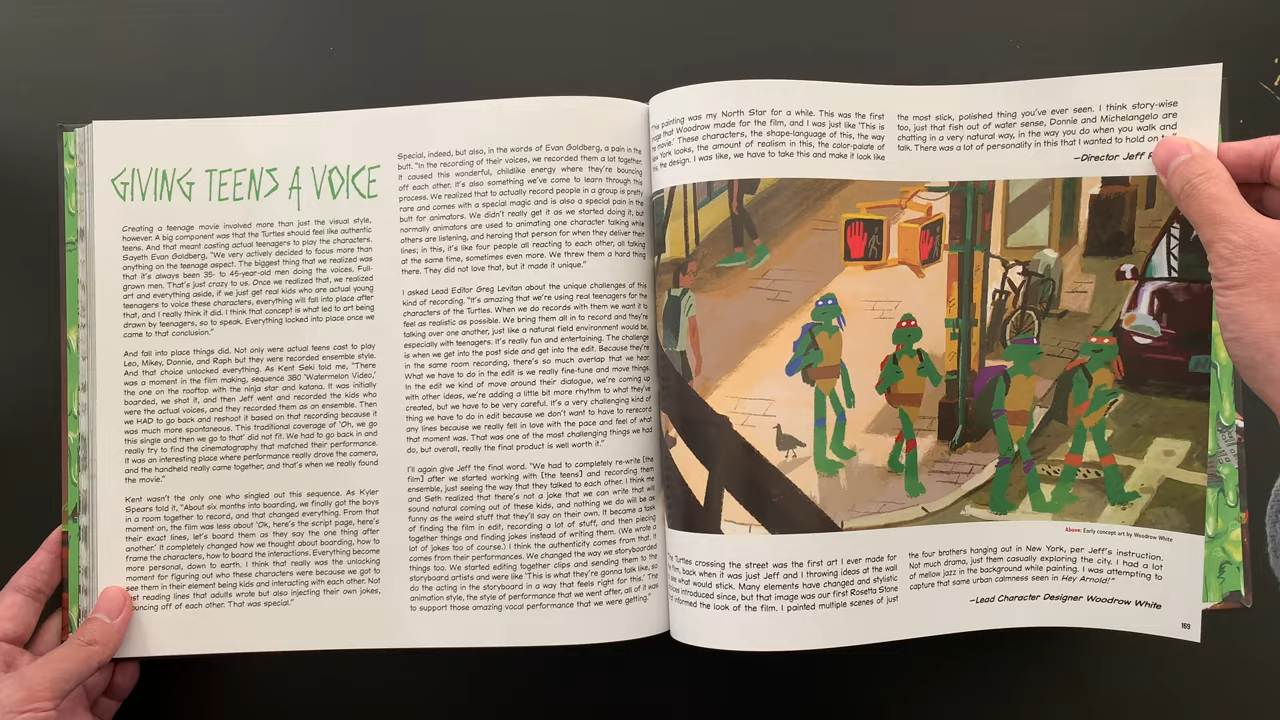 GIVING TEENS A VOICE
Creating a teenage movie involved more than just the visual style,
however. A big component was that the Turtles should feel like authentic
teens. And that meant casting actual teenagers to play the characters.
Sayeth Evan Goldberg, "We very actively decided to focus more than
anything on the teenage aspect. The biggest thing that we realized was
that it's always been 35- to 45-year-old men doing the voices. Full-
grown men. That's just crazy to us. Once we realized that, we realized
art and everything aside, if we just get real kids who are actual young
teenagers to voice these characters, everything will fall into place after
that, and I really think it did. I think that concept is what led to art being
drawn by teenagers, so to speak. Everything locked into place once we
came to that conclusion."
And fall into place things did. Not only were actual teens cast to play
Leo, Mikey, Donnie, and Raph but they were recorded ensemble style.
And that choice unlocked everything. As Kent Seki told me, "There
was a moment in the film making, sequence 380 'Watermelon Video,'
the one on the rooftop with the ninja star and katana. It was initially
boarded, we shot it, and then Jeff went and recorded the kids who
were the actual voices, and they recorded them as an ensemble. Then
we HAD to go back and reshoot it based on that recording because it
was much more spontaneous. This traditional coverage of 'Oh, we go
this single and then we go to that' did not fit. We had to go back in and
really try to find the cinematography that matched their performance.
It was an interesting place where performance really drove the camera,
and the handheld really came together, and that's when we really found
the movie."
Kent wasn't the only one who singled out this sequence. As Kyler
Spears told it, "About six months into boarding, we finally got the boys
in a room together to record, and that changed everything. From that
moment on, the film was less about 'Ok, here's the script page, here's
their exact lines, let's board them as they say the one thing after
another.' It completely changed how we thought about boarding, how to
frame the characters, how to board the interactions. Everything become
more personal, down to earth. I think that really was the unlocking
moment for figuring out who these characters were because we got to
see them in their element being kids and interacting with each other. Not
just reading lines that adults wrote but also injecting their own jokes,
bouncing off of each other. That was special."
Special, indeed, but also, in the words of Evan Goldberg, a pain in the
butt. "In the recording of their voices, we recorded them a lot together.
It caused this wonderful, childlike energy where they're bouncing
off each other. It's also something we've come to learn through this
process. We realized that to actually record people in a group is pretty
rare and comes with a special magic and is also a special pain in the
butt for animators. We didn't really get it as we started doing it, but
normally animators are used to animating one character talking while
others are listening, and heroing that person for when they deliver their
lines; in this, it's like four people all reacting to each other, all talking
at the same time, sometimes even more. We threw them a hard thing
there. They did not love that, but it made it unique."
I asked Lead Editor Greg Levitan about the unique challenges of this
kind of recording. "It's amazing that we're using real teenagers for the
characters of the Turtles. When we do records with them we want it to
feel as realistic as possible. We bring them all in to record and they're
talking over one another, just like a natural field environment would be,
especially with teenagers. It's really fun and entertaining. The challenge
is when we get into the post side and get into the edit. Because they're
in the same room recording, there's so much overlap that we hear.
What we have to do in the edit is we really fine-tune and move things.
In the edit we kind of move around their dialogue, we're coming up
with other ideas, we're adding a little bit more rhythm to what they've
created, but we have to be very careful. It's a very challenging kind of
thing we have to do in edit because we don't want to have to rerecord
any lines because we really fell in love with the pace and feel of what
that moment was. That was one of the most challenging things we had
do, but overall, really the final product is well worth it."
I'll again give Jeff the final word. "We had to completely re-write [the
film] after we started working with [the teens] and recording them
ensemble, just seeing the way that they talked to each other. I think me
and Seth realized that there's not a joke that we can write that will
sound natural coming out of these kids, and nothing we do will be as
funny as the weird stuff that they'll say on their own. It became a task
of finding the film in edit, recording a lot of stuff, and then piecing
together things and finding jokes instead of writing them. (We wrote a
lot of jokes too of course.) I think the authenticity comes from that. It
comes from their performances. We changed the way we storyboarded
things too. We started editing together clips and sending them to the
storyboard artists and were like 'This is what they're gonna talk like, so
do the acting in the storyboard in a way that feels right for this.' The
animation style, the style of performance that we went after, all of it was
to support those amazing vocal performance that we were getting."
This painting was my North Star for a while. This was the first
that Woodrow made for the film, and I was just like 'This is
movie.' These characters, the shape-language of this, the way
York looks, the amount of realism in this, the color-palate of
the design. I was like, we have to take this and make it look like
the most slick, polished thing you've ever seen. I think story-wise
too, just that fish out of water sense, Donnie and Michelangelo are
chatting in a very natural way, in the way you do when you walk and
talk. There was a lot of personality in this that I wanted to hold on
—Director Jeff
Above: Early concept art by Woodrow White
Turtles crossing the street was the first art I ever made for
film, back when it was just Jeff and I throwing ideas at the wall
see what would stick. Many elements have changed and stylistic
introduced since, but that image was our first Rosetta Stone
informed the look of the film. I painted multiple scenes of just
the four brothers hanging out in New York, per Jeff's instruction.
Not much drama, just them casually exploring the city. I had a lot
of mellow jazz in the background while painting. I was attempting to
capture that same urban calmness seen in Hey Arnold!"
—Lead Character Designer Woodrow White
169